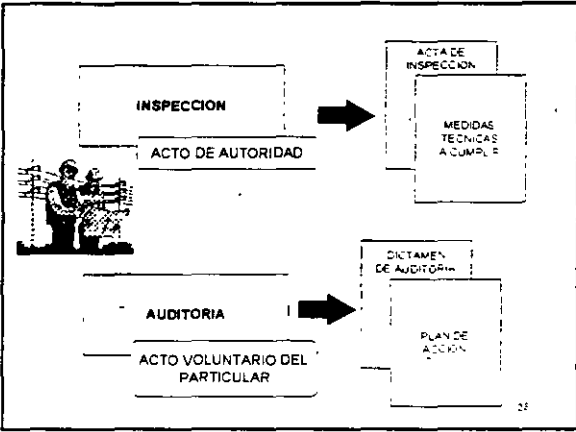 ACTA DE
INSPECCION
INSPECCION
MEDIDAS
TECNICAS
A CUMPLIR
ACTO DE AUTORIDAD
DICTAMEN
DE AUDITORIA
AUDITORIA
PLAN DE
ACCION
ACTO VOLUNTARIO DEL
PARTICULAR